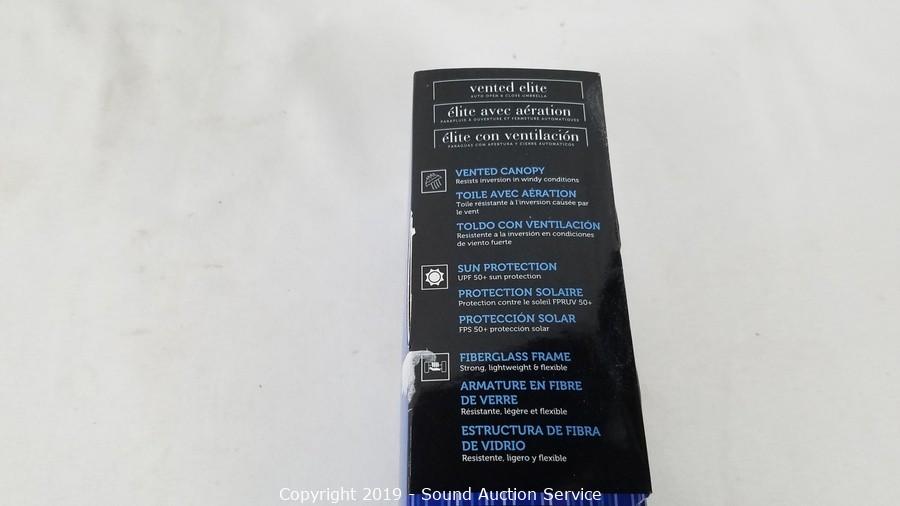 vented elite
AUTO OPEN & CLOSE UMBRELLA
élite avec aération
PARAPLUIE À OUVERTURE ET FERMETURE AUTOMATIQUES
élite con ventilación
PARAGUAS CON APERTURA Y CIERRE AUTOMÁTICOS
VENTED CANOPY
Resists inversion in windy conditions
TOILE AVEC AÉRATION
Toile résistante à l'inversion causée par
le vent
TOLDO CON VENTILACIÓN
Resistente a la inversión en condiciones
de viento fuerte
SUN PROTECTION
UPF 50+ sun protection
PROTECTION SOLAIRE
Protection contre le soleil FPRUV 50+
PROTECCIÓN SOLAR
FPS 50+ protección solar
FIBERGLASS FRAME
Strong, lightweight & flexible
ARMATURE EN FIBRE
DE VERRE
Résistante, légère et flexible
ESTRUCTURA DE FIBRA
DE VIDRIO
Resistente, ligero y flexible
Copyright 2019 - Sound Auction Service